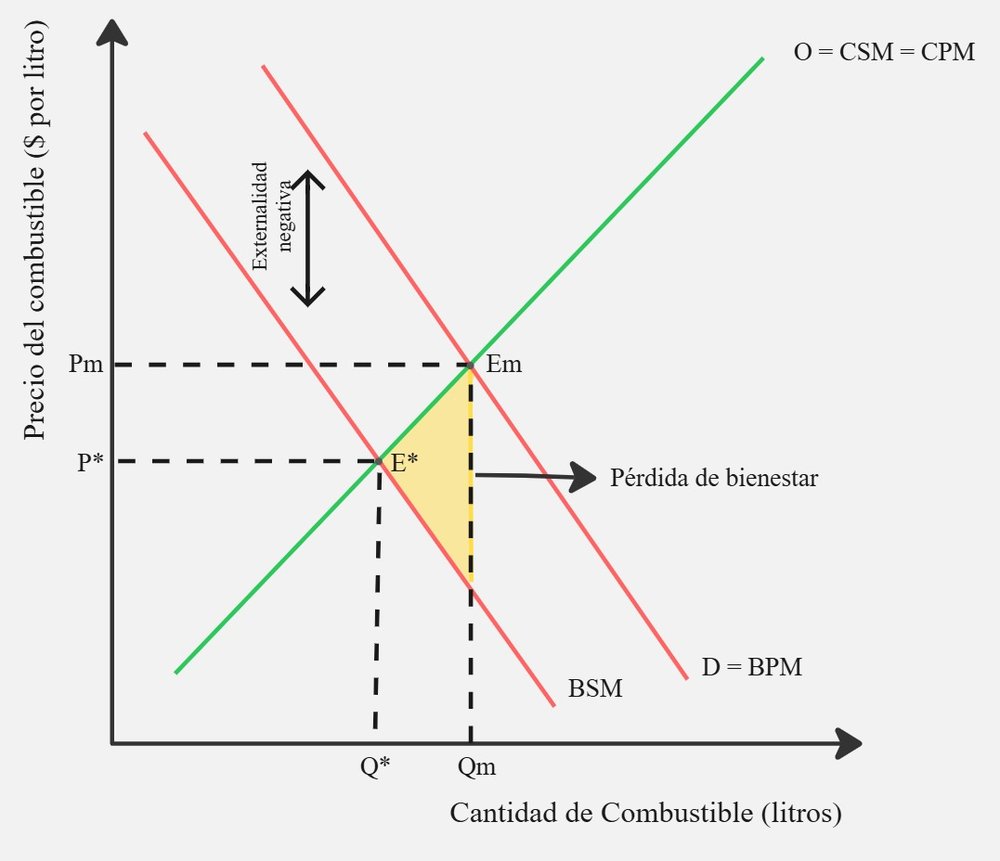 Precio del combustible ($ por litro)
O = CSM = CPM
Externalidad
negativa
Pm
Em
P*
E*
Pérdida de bienestar
D = BPM
BSM
Q*
Qm
Cantidad de Combustible (litros)